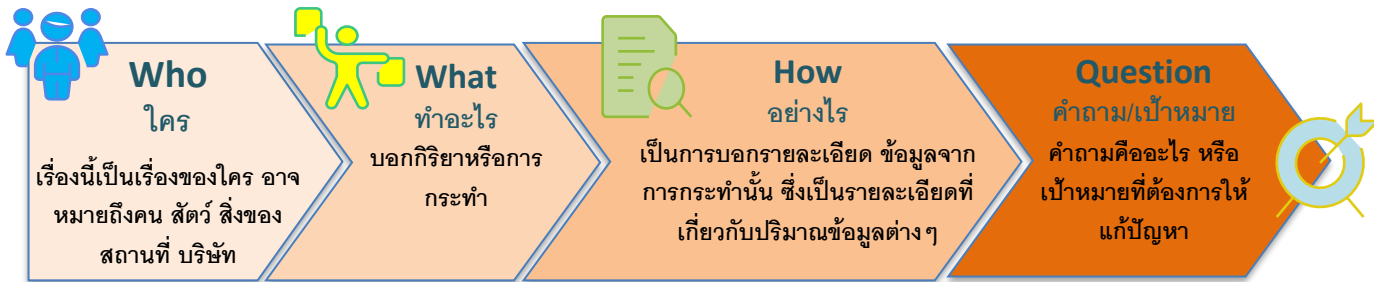 Who
ใคร
เรื่องนี้เป็นเรื่องของใคร อาจ
หมายถึงคน สัตว์ สิ่งของ
สถานที่ บริษัท
What
ทำอะไร
บอกกิริยาหรือการ
กระทำ
How
อย่างไร
เป็นการบอกรายละเอียด ข้อมูลจาก
การกระทำนั้น ซึ่งเป็นรายละเอียดที่
เกี่ยวกับปริมาณข้อมูลต่างๆ
Question
คำถาม/เป้าหมาย
คำถามคืออะไร หรือ
เป้าหมายที่ต้องการให้
แก้ปัญหา